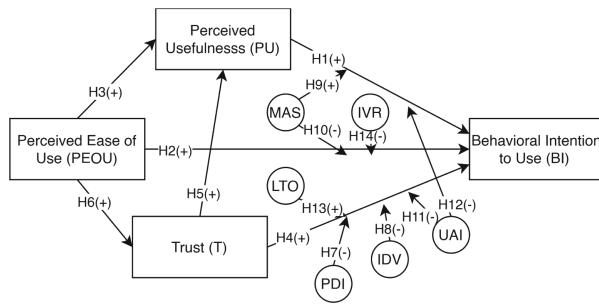 Perceived
Usefulnesss (PU)
H1(+)
H9(+)
H3(+)
MAS
IVR
Perceived Ease of
Use (PEOU)
H2(+)
H10(-)
H14(-)
Behavioral Intention
to Use (BI)
LTO
H5(+)
H6(+)
H13(+)
H12(-)
H11(-)
Trust (T)
H4(+)
H7(-)
H8(-)
UAI
IDV
PDI